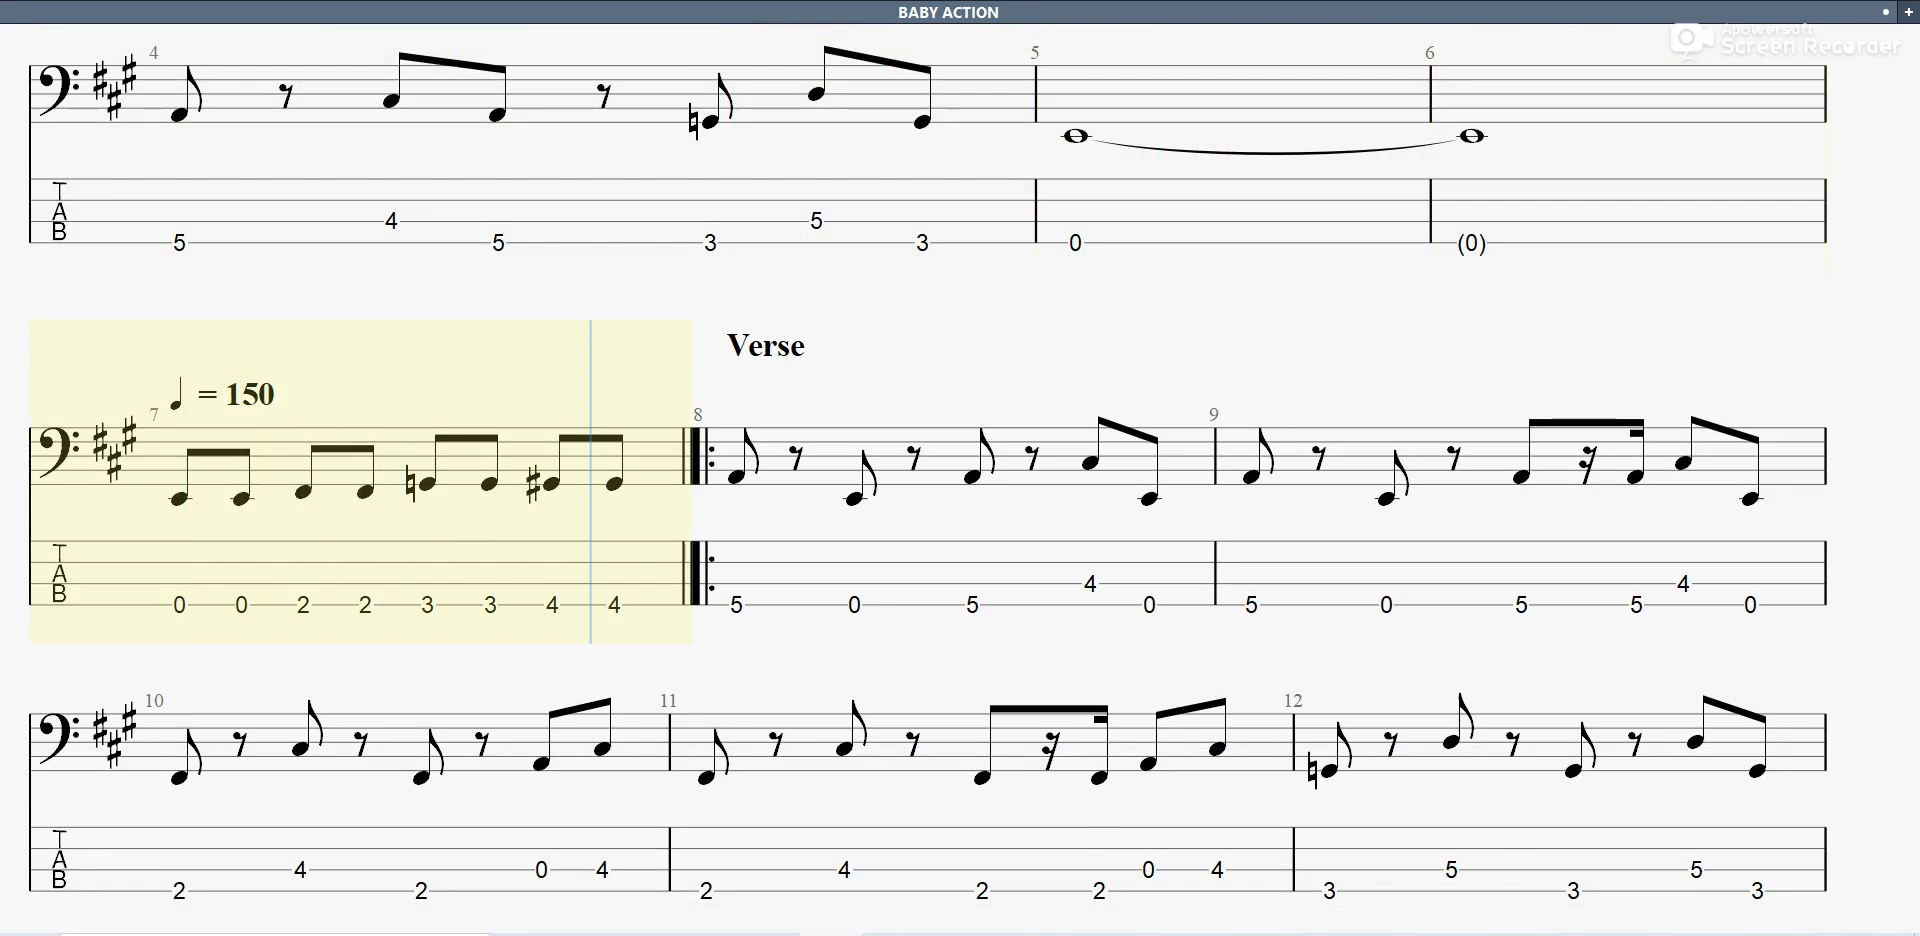 BABY ACTION
Apowersoft
Screen Recorder
4 5 6
T
A
B
5 4 5 3 5 3 0 (0)
Verse
= 150
7 8 9
T
A
B
0 0 2 2 3 3 4 4 5 0 5 4 0 5 0 5 5 4 0
10 11 12
T
A
B
2 4 2 0 4 2 4 2 2 0 4 3 5 3 5 3